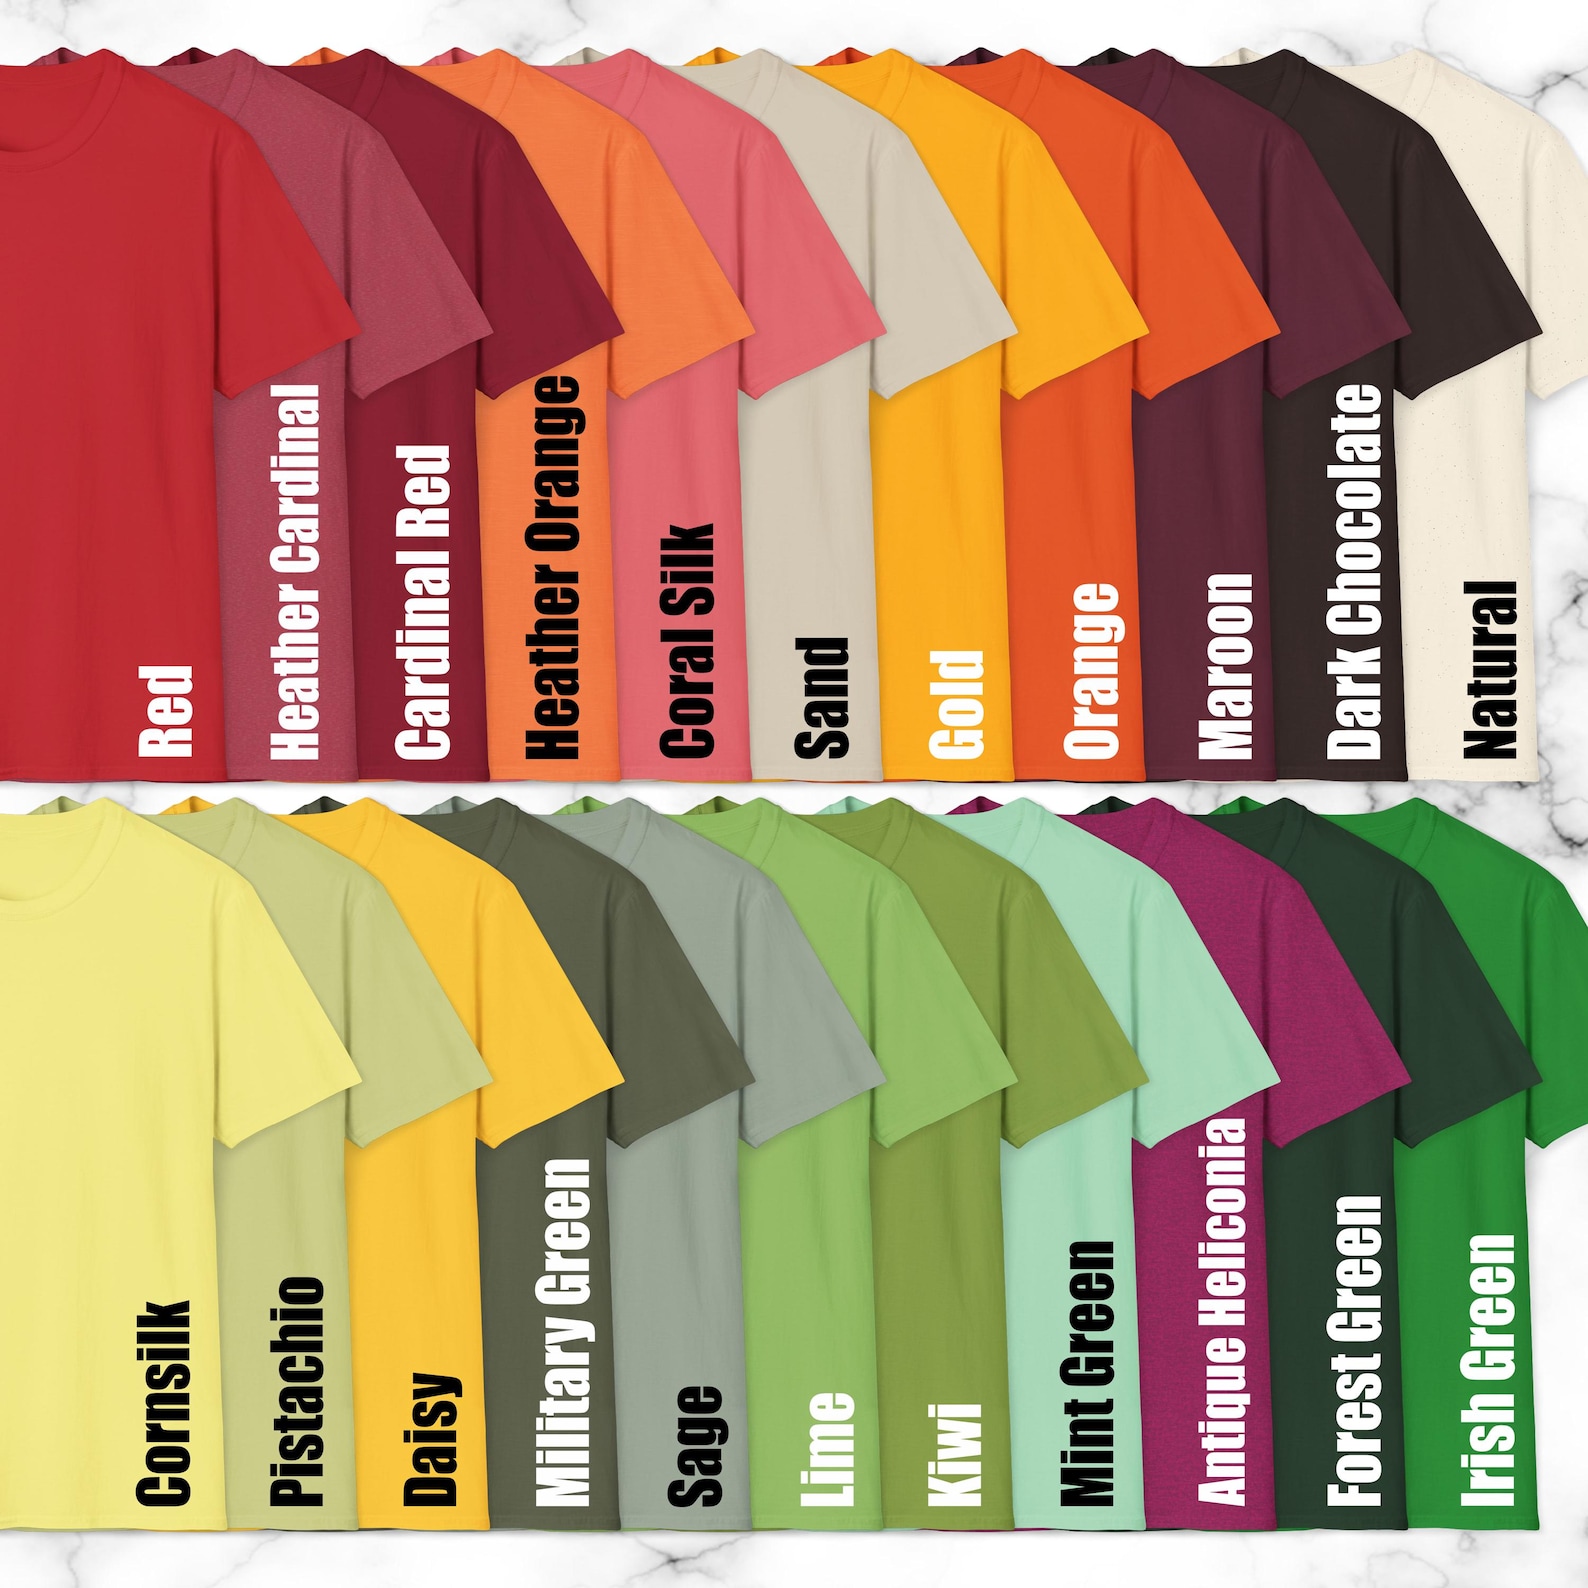 Red
Heather Cardinal
Cardinal Red
Heather Orange
Coral Silk
Sand
Gold
Orange
Maroon
Dark Chocolate
Natural
Cornsilk
Pistachio
Daisy
Military Green
Sage
Lime
Kiwi
Mint Green
Antique Heliconia
Forest Green
Irish Green